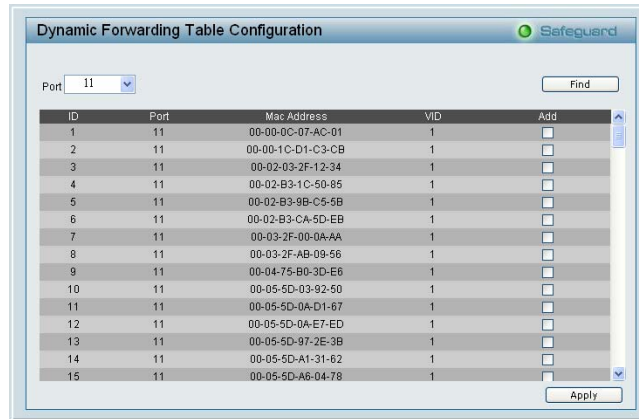 Dynamic Forwarding Table Configuration Safeguard
Port 11 Find
ID Port Mac Address VID Add
1 11 00-00-0C-07-AC-01 1
2 11 00-00-1C-D1-C3-CB 1
3 11 00-02-03-2F-12-34 1
4 11 00-02-B3-1C-50-85 1
5 11 00-02-B3-9B-C5-5B 1
6 11 00-02-B3-CA-5D-EB 1
7 11 00-03-2F-00-0A-AA 1
8 11 00-03-2F-AB-09-56 1
9 11 00-04-75-B0-3D-E6 1
10 11 00-05-5D-03-92-50 1
11 11 00-05-5D-0A-D1-67 1
12 11 00-05-5D-0A-E7-ED 1
13 11 00-05-5D-97-2E-3B 1
14 11 00-05-5D-A1-31-62 1
15 11 00-05-5D-A6-04-78 1
Apply